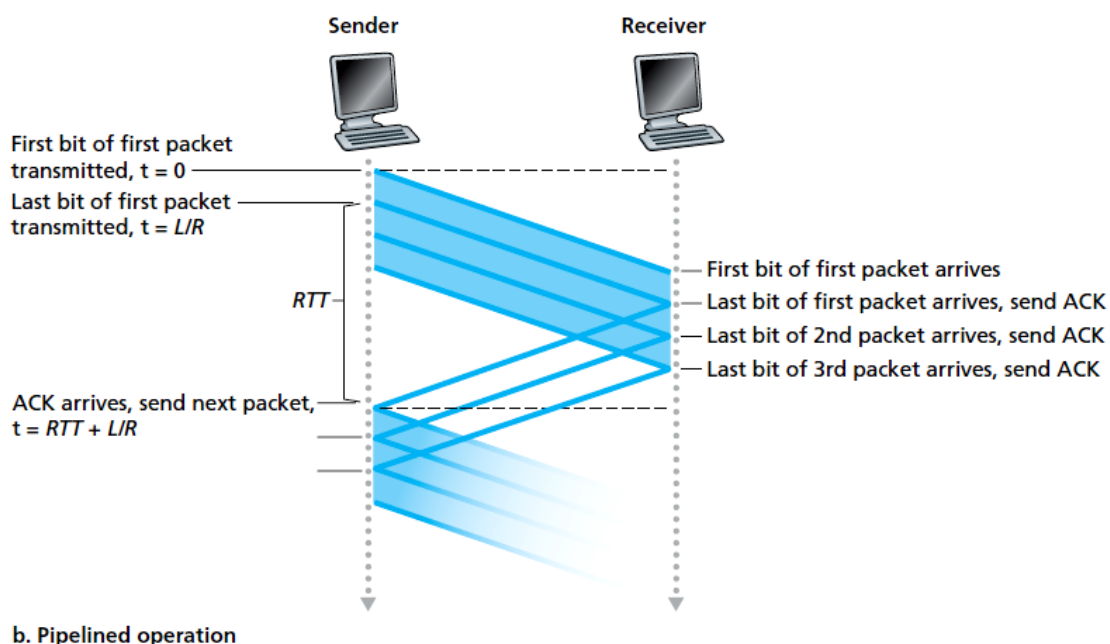 Sender
Receiver
First bit of first packet
transmitted, t = 0
Last bit of first packet
transmitted, t = L/R
RTT
First bit of first packet arrives
Last bit of first packet arrives, send ACK
Last bit of 2nd packet arrives, send ACK
Last bit of 3rd packet arrives, send ACK
ACK arrives, send next packet,
t = RTT + L/R
b. Pipelined operation